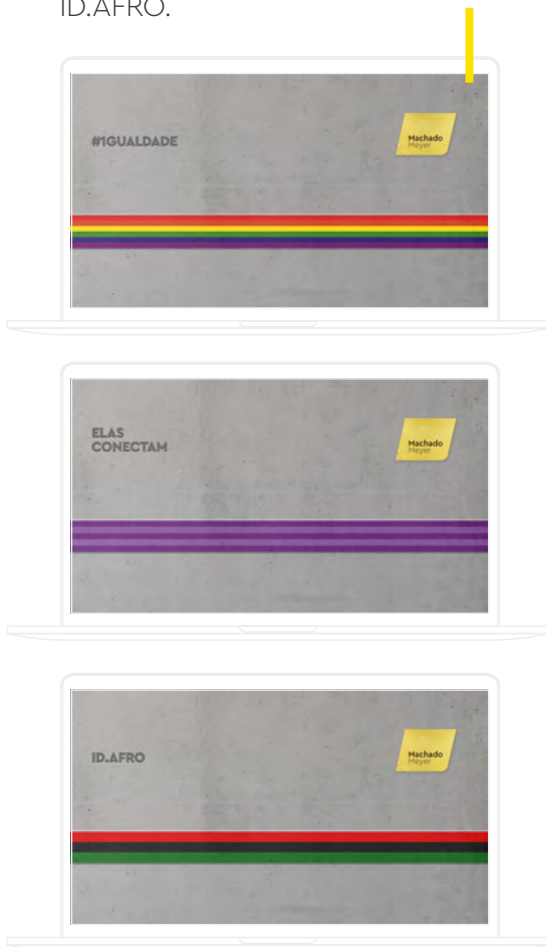 ID.AFRO.
#1GUALDADE
Machado
Meyer
ELAS
CONECTAM
Machado
Meyer
ID.AFRO
Machado
Meyer